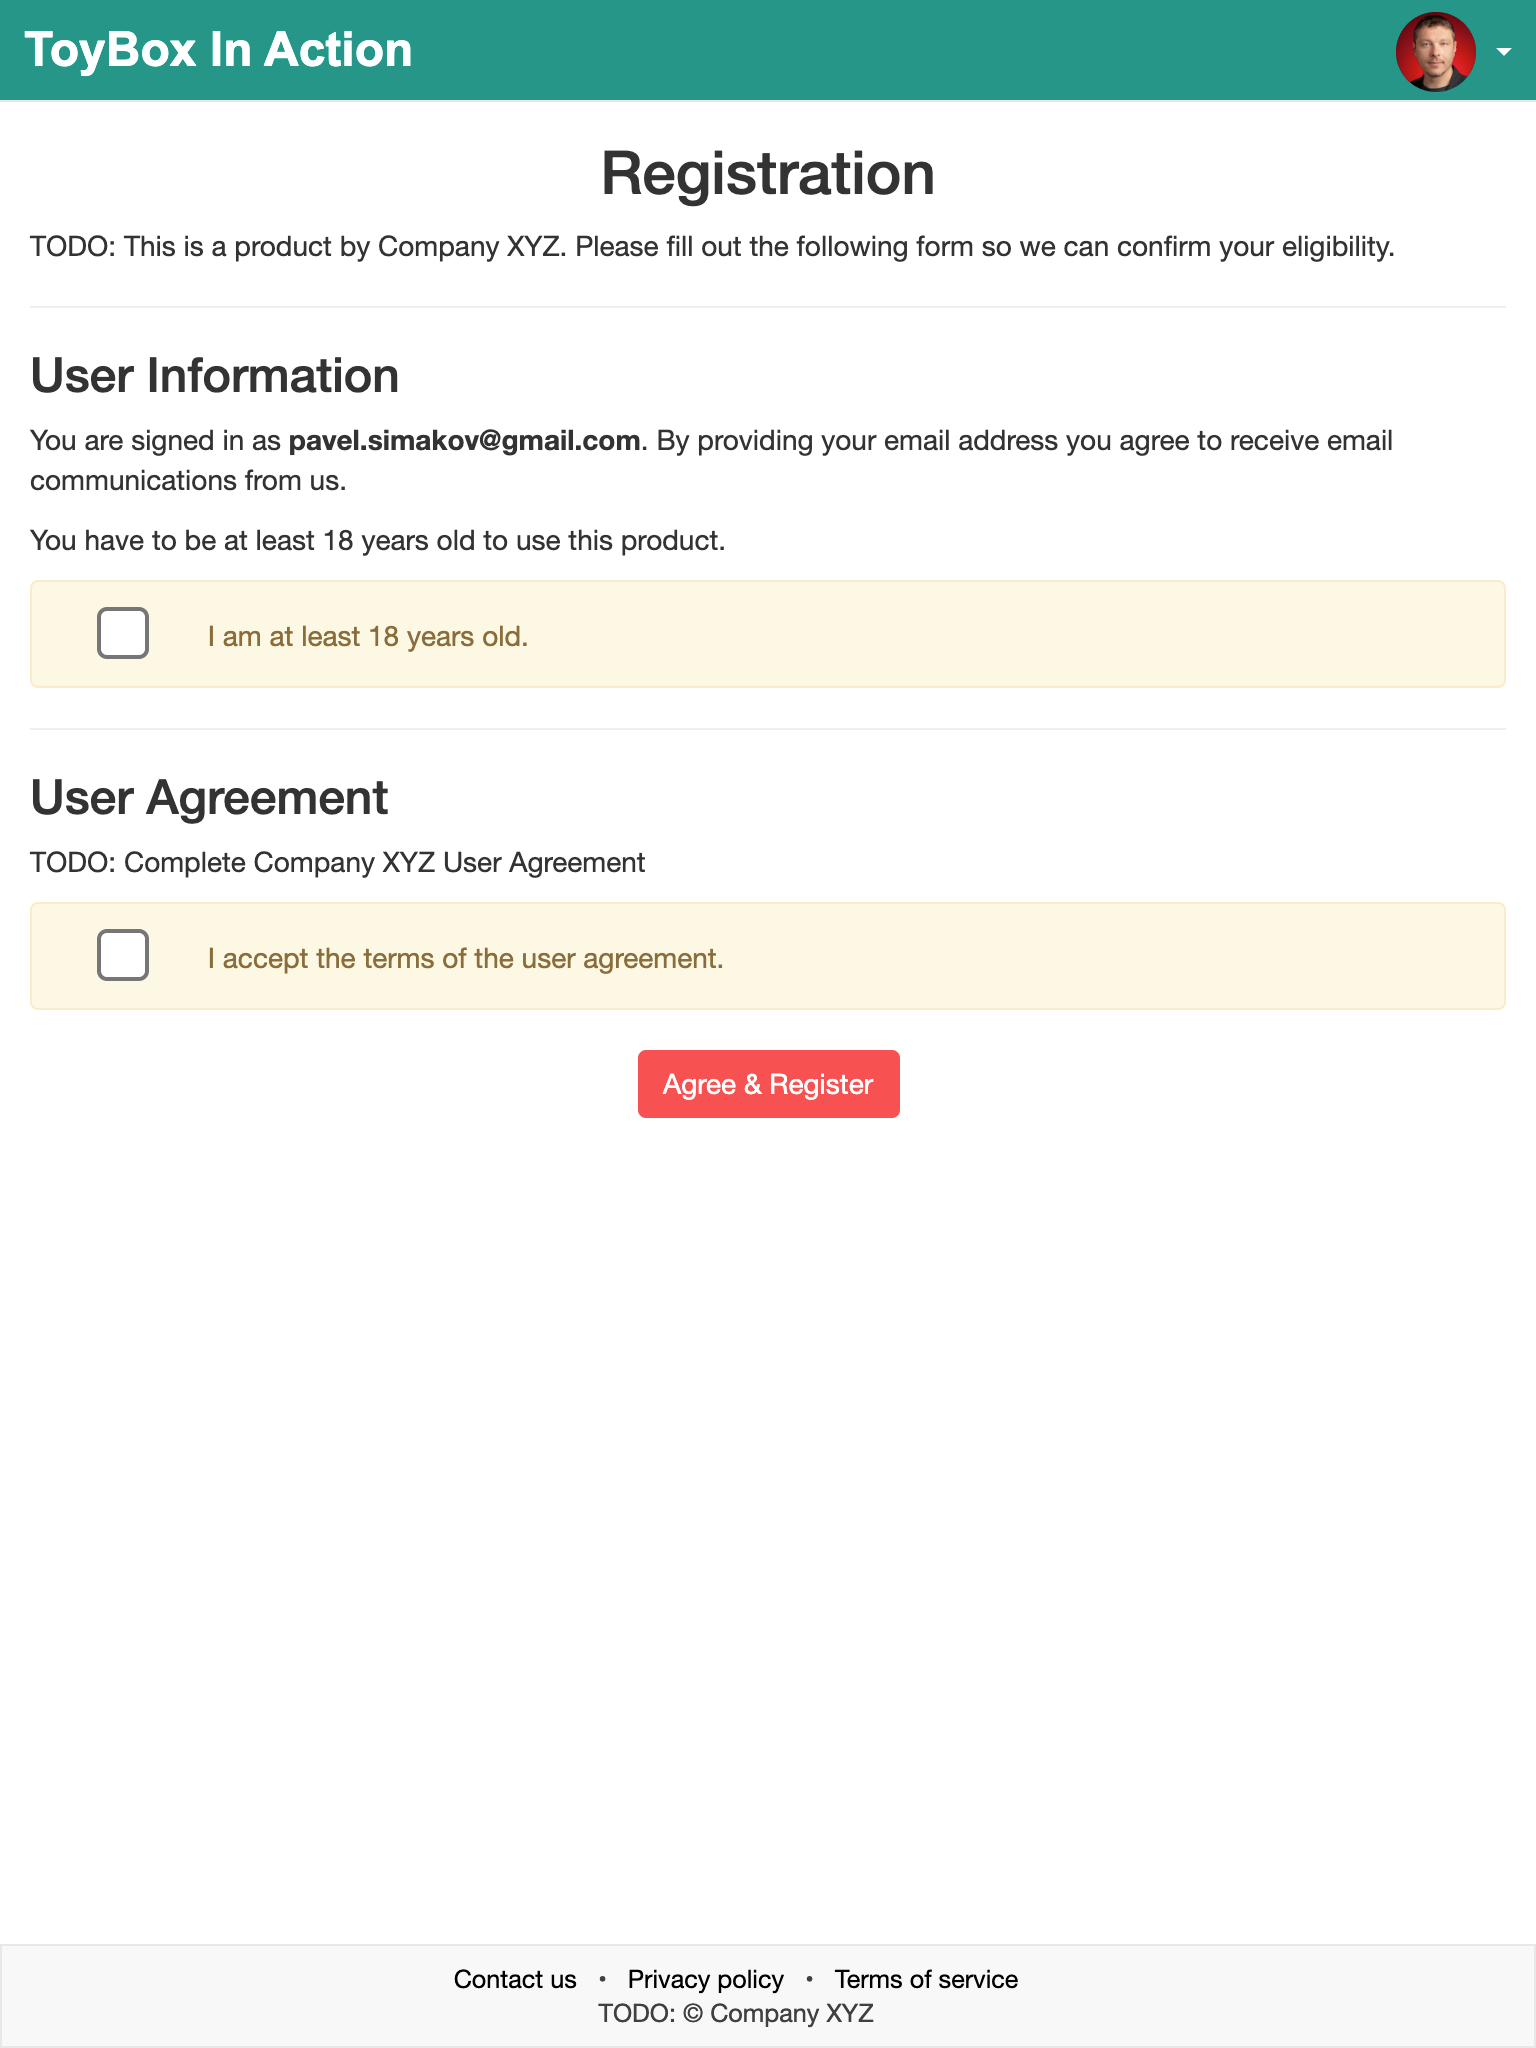 ToyBox In Action
Registration
TODO: This is a product by Company XYZ. Please fill out the following form so we can confirm your eligibility.
User Information
You are signed in as pavel.simakov@gmail.com. By providing your email address you agree to receive email
communications from us.
You have to be at least 18 years old to use this product.
I am at least 18 years old.
User Agreement
TODO: Complete Company XYZ User Agreement
I accept the terms of the user agreement.
Agree & Register
Contact us • Privacy policy • Terms of service
TODO: © Company XYZ